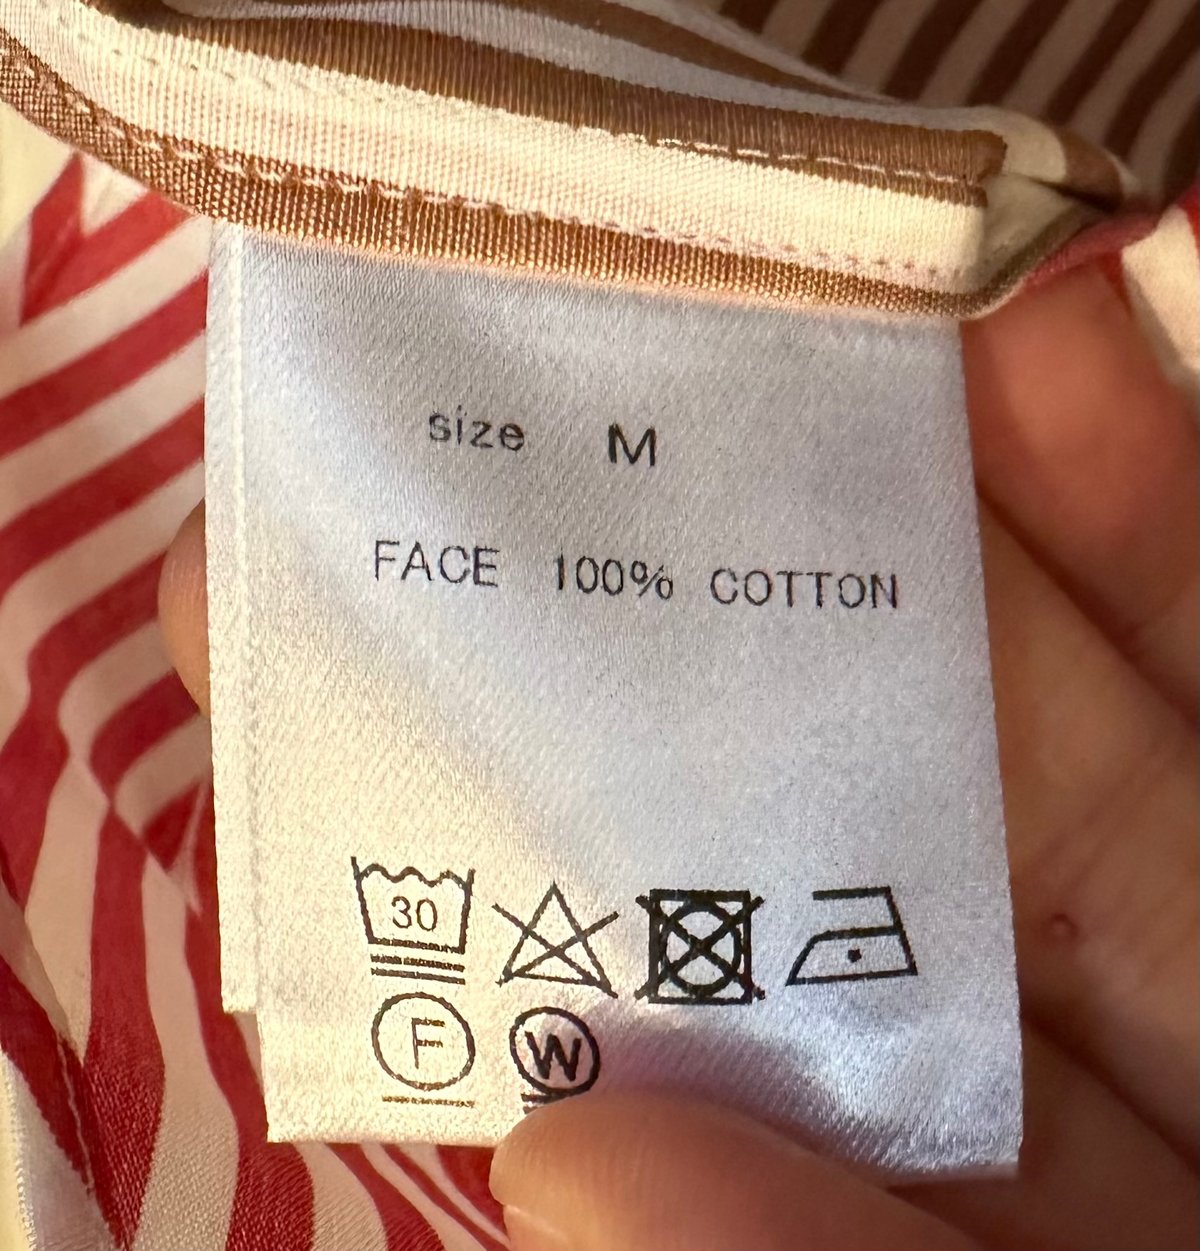 size M
FACE 100% COTTON
30
F W